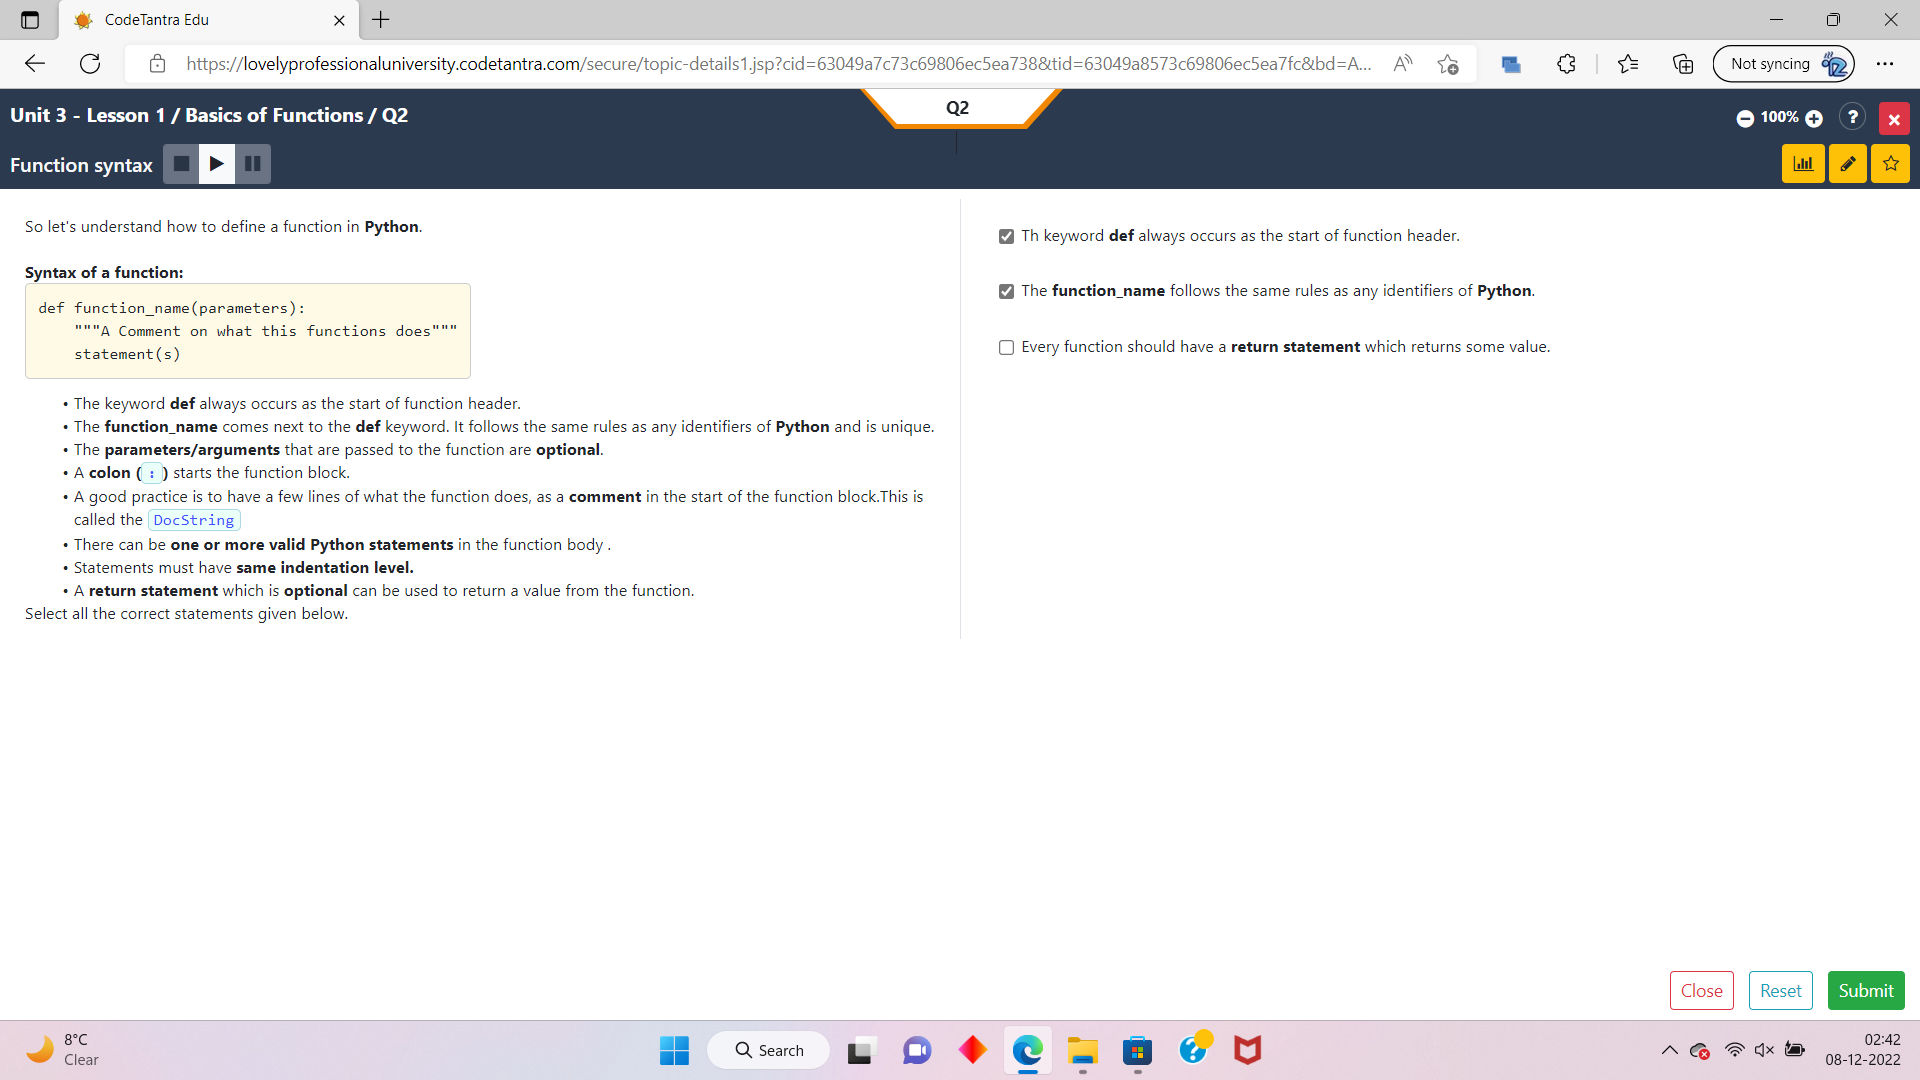 CodeTantra Edu
https://lovelyprofessionaluniversity.codetantra.com/secure/topic-details1.jsp?cid=63049a7c73c69806ec5ea738&tid=63049a8573c69806ec5ea7fc&bd=A...
Not syncing
Unit 3 - Lesson 1 / Basics of Functions / Q2
Q2
100%
?
Function syntax
So let's understand how to define a function in Python.
Syntax of a function:
def function_name(parameters):
"""A Comment on what this functions does"""
statement(s)
• The keyword def always occurs as the start of function header.
• The function_name comes next to the def keyword. It follows the same rules as any identifiers of Python and is unique.
• The parameters/arguments that are passed to the function are optional.
• A colon ( : ) starts the function block.
• A good practice is to have a few lines of what the function does, as a comment in the start of the function block.This is
called the DocString
• There can be one or more valid Python statements in the function body .
• Statements must have same indentation level.
• A return statement which is optional can be used to return a value from the function.
Select all the correct statements given below.
Th keyword def always occurs as the start of function header.
The function_name follows the same rules as any identifiers of Python.
Every function should have a return statement which returns some value.
Close
Reset
Submit
8°C
Clear
Search
02:42
08-12-2022